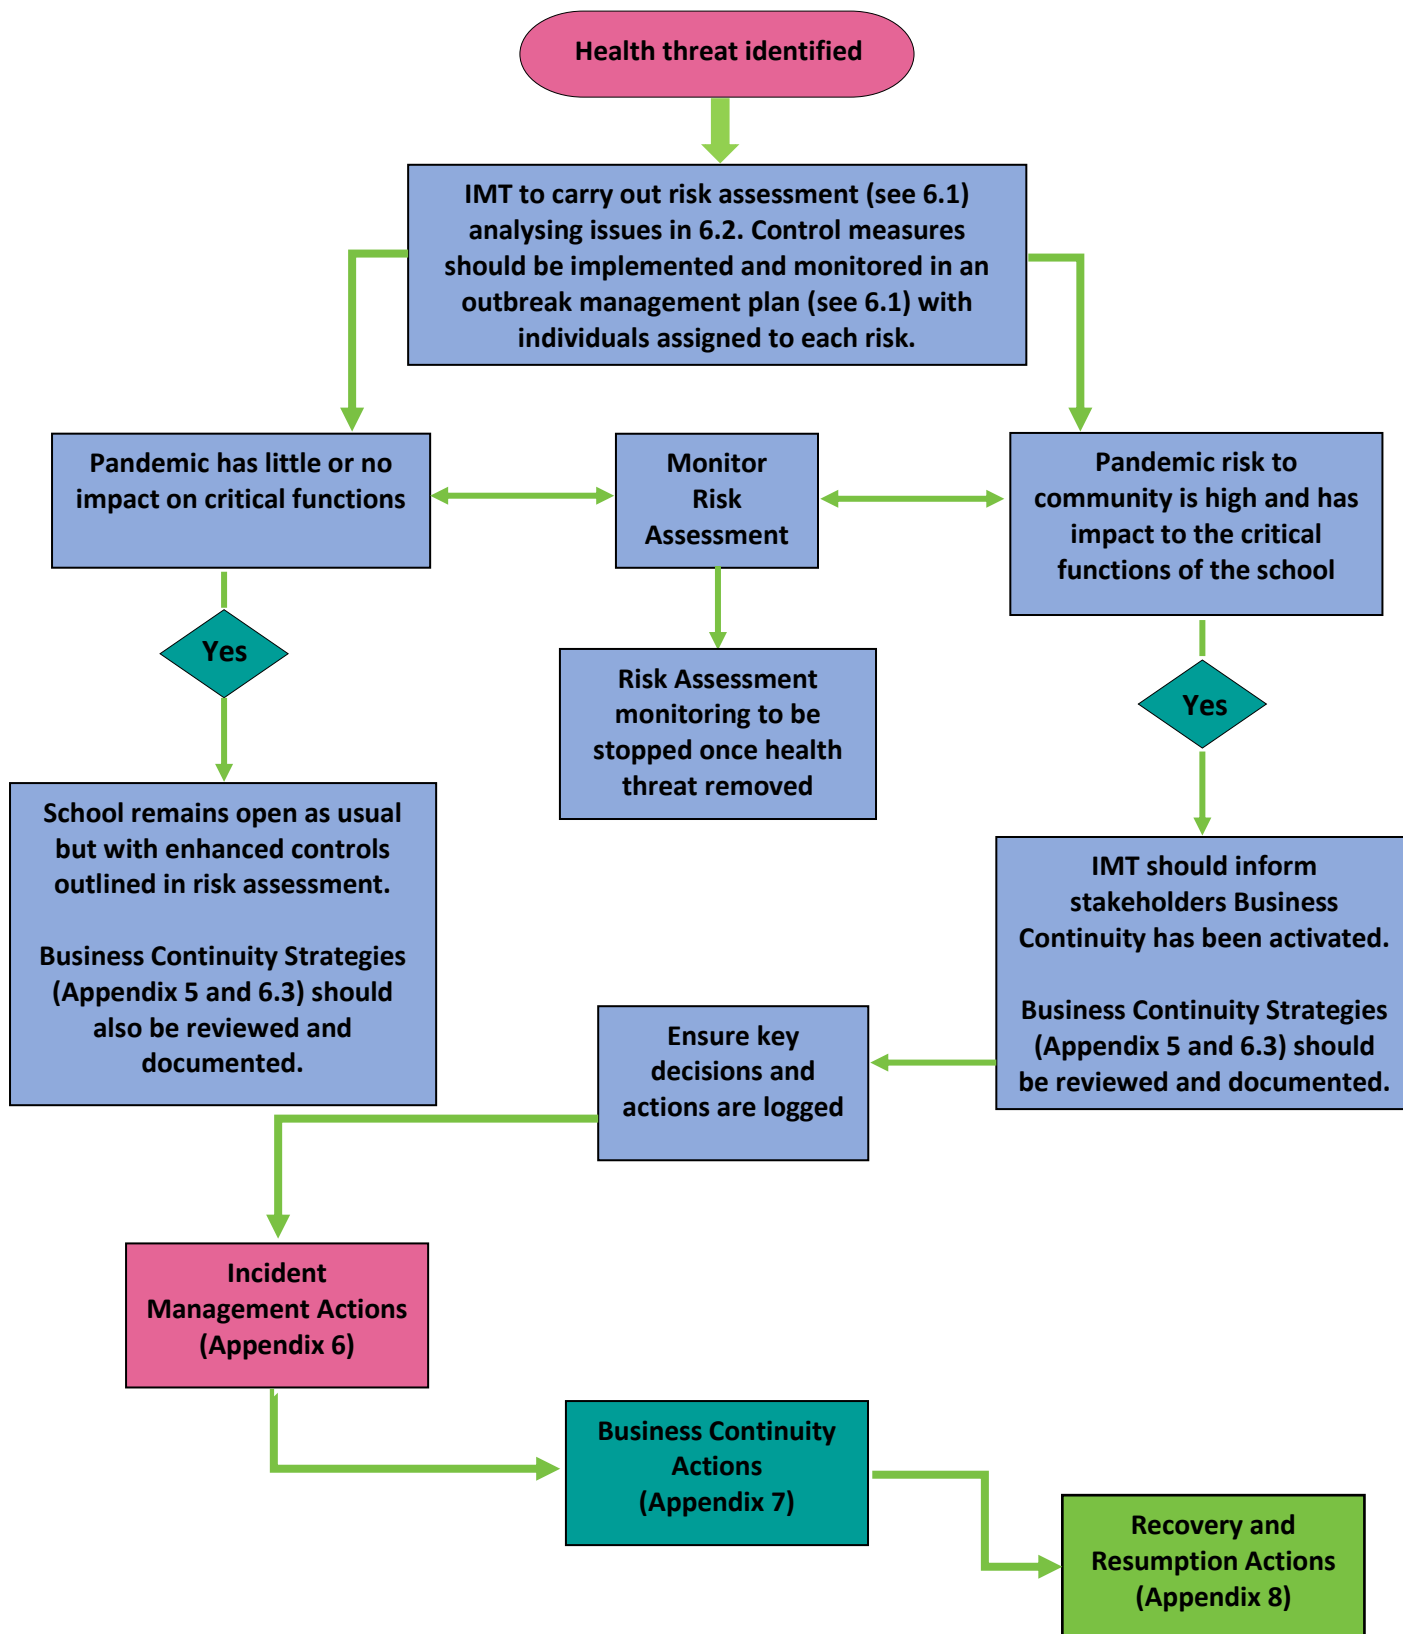 Health threat identified
IMT to carry out risk assessment (see 6.1)
analysing issues in 6.2. Control measures
should be implemented and monitored in an
outbreak management plan (see 6.1) with
individuals assigned to each risk.
Pandemic has little or no
impact on critical functions
Monitor
Risk
Assessment
Pandemic risk to
community is high and has
impact to the critical
functions of the school
Yes
Risk Assessment
monitoring to be
stopped once health
threat removed
Yes
School remains open as usual
but with enhanced controls
outlined in risk assessment.
Business Continuity Strategies
(Appendix 5 and 6.3) should
also be reviewed and
documented.
IMT should inform
stakeholders Business
Continuity has been activated.
Business Continuity Strategies
(Appendix 5 and 6.3) should
be reviewed and documented.
Ensure key
decisions and
actions are logged
Incident
Management Actions
(Appendix 6)
Business Continuity
Actions
(Appendix 7)
Recovery and
Resumption Actions
(Appendix 8)